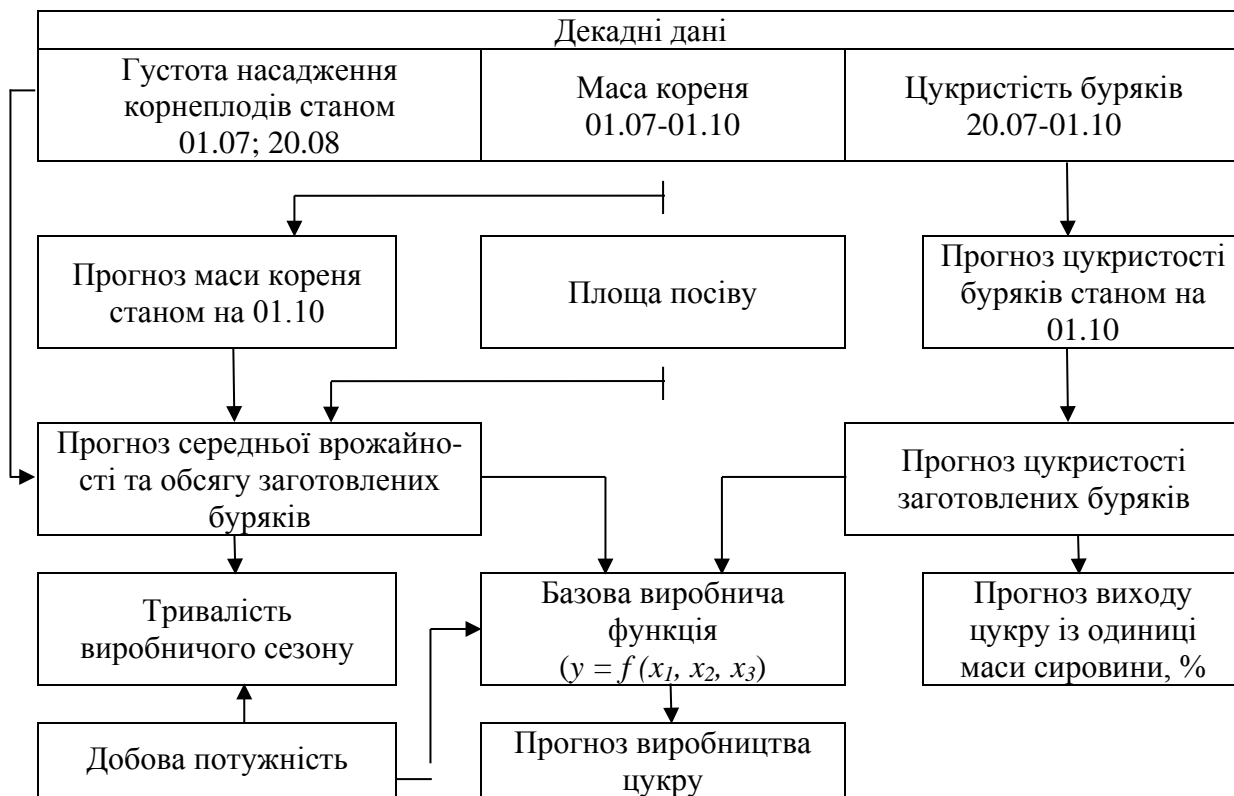 Декадні дані
Густота насадження
корнеплодів станом
01.07; 20.08
Маса кореня
01.07-01.10
Цукристість буряків
20.07-01.10
Прогноз маси кореня
станом на 01.10
Площа посіву
Прогноз цукристості
буряків станом на
01.10
Прогноз середньої врожайно-
сті та обсягу заготовлених
буряків
Прогноз цукристості
заготовлених буряків
Тривалість
виробничого сезону
Базова виробнича
функція
(y = f (x₁, x₂, x₃)
Прогноз виходу
цукру із одиниці
маси сировини, %
Добова потужність
Прогноз виробництва
цукру